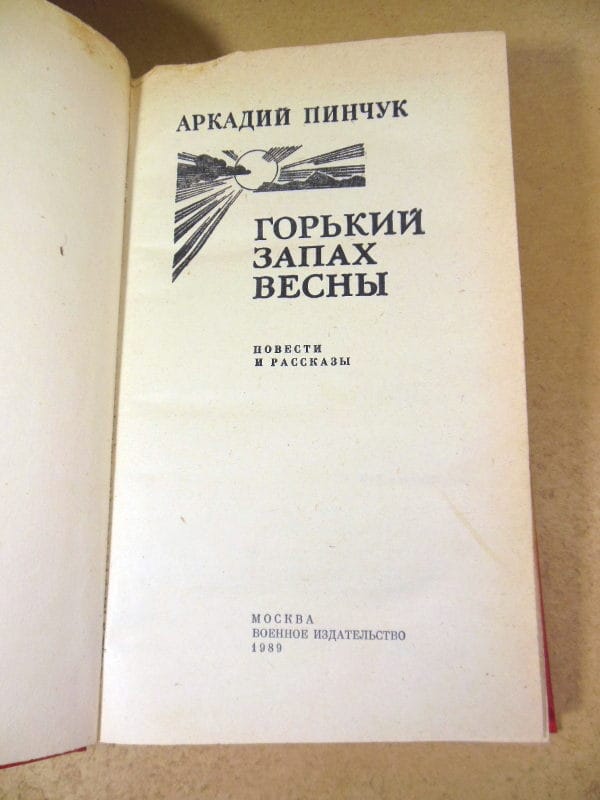 АРКАДИЙ ПИНЧУК
ГОРЬКИЙ
ЗАПАХ
ВЕСНЫ
ПОВЕСТИ
И РАССКАЗЫ
МОСКВА
ВОЕННОЕ ИЗДАТЕЛЬСТВО
1989